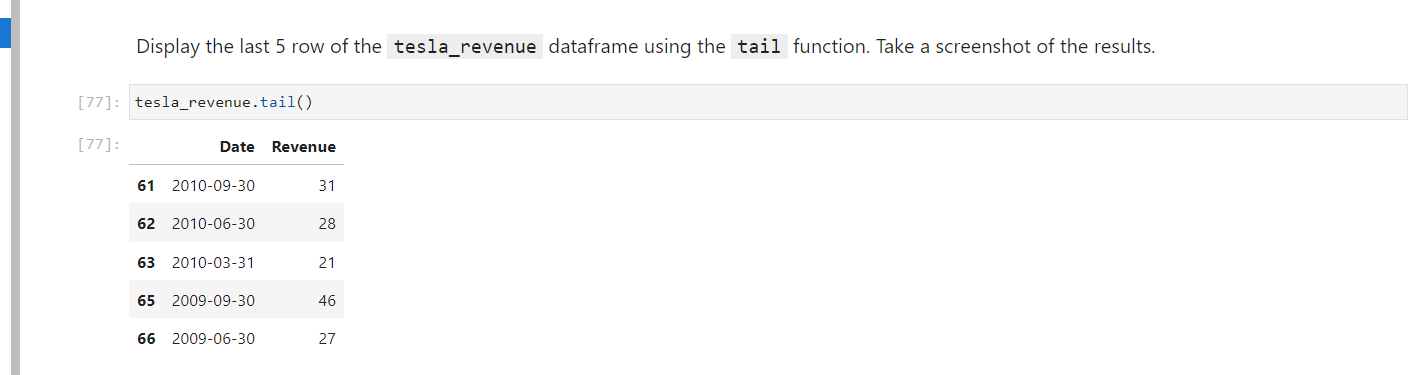 Display the last 5 row of the tesla_revenue dataframe using the tail function. Take a screenshot of the results.
[77]: tesla_revenue.tail()
[77]:
Date Revenue
61 2010-09-30 31
62 2010-06-30 28
63 2010-03-31 21
65 2009-09-30 46
66 2009-06-30 27